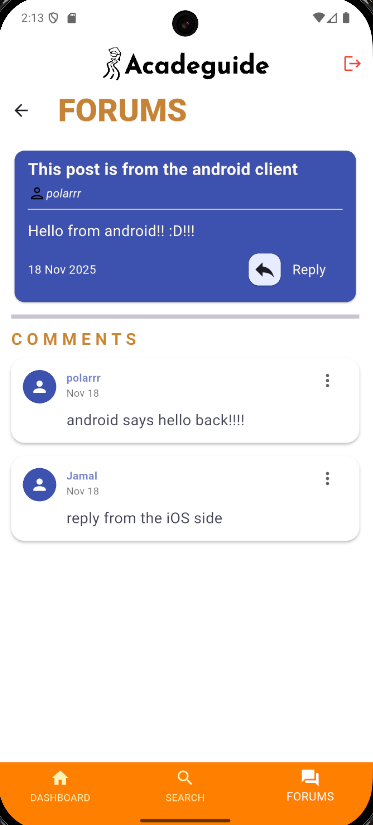 2:13
Acadeguide
FORUMS
This post is from the android client
polarrr
Hello from android!! :D!!!
18 Nov 2025
Reply
COMMENTS
polarrr
Nov 18
android says hello back!!!!
Jamal
Nov 18
reply from the iOS side
DASHBOARD
SEARCH
FORUMS